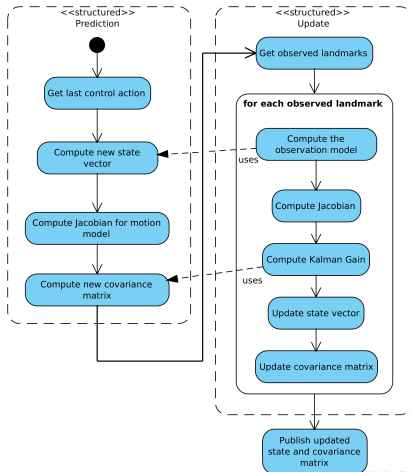 <<structured>>
Prediction
Get last control action
Compute new state
vector
Compute Jacobian for motion
model
Compute new covariance
matrix
<<structured>>
Update
Get observed landmarks
for each observed landmark
Compute the
observation model
uses
Compute Jacobian
Compute Kalman Gain
uses
Update state vector
Update covariance matrix
Publish updated
state and covariance
matrix